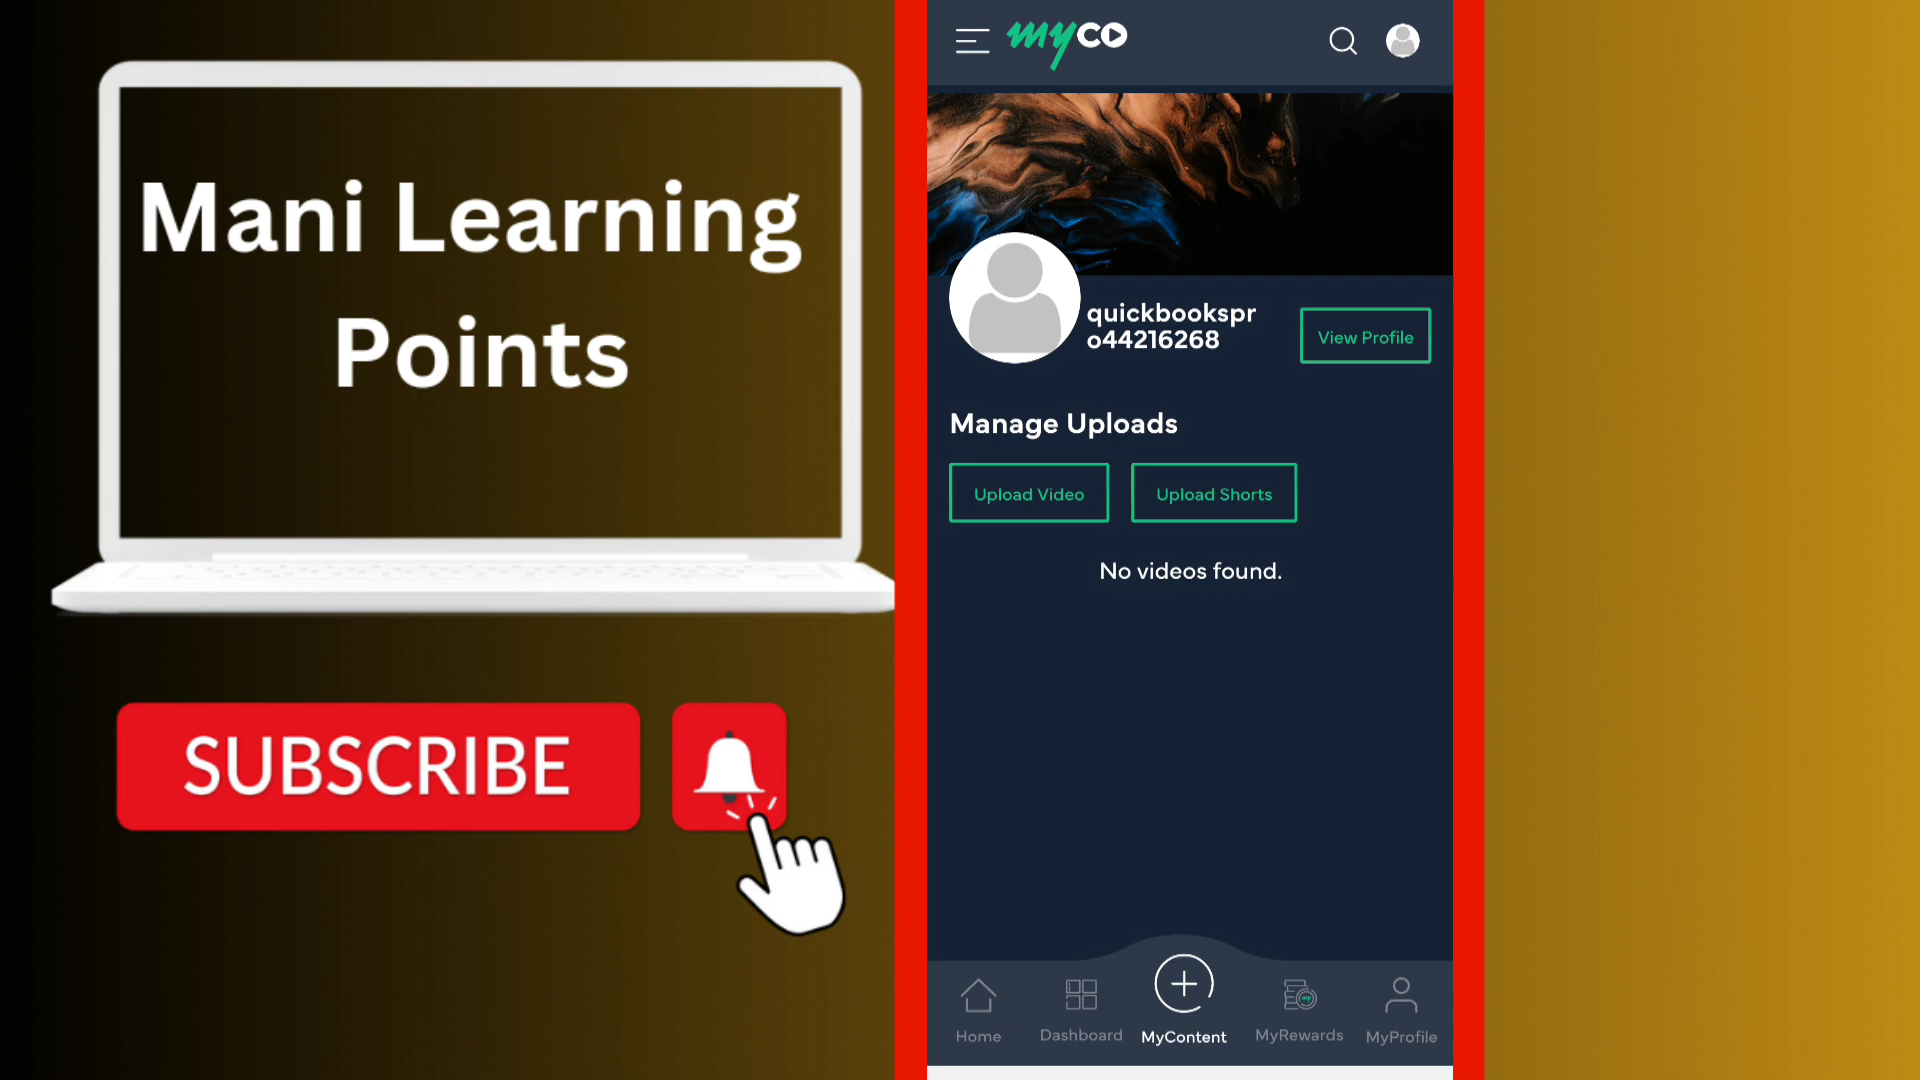 Mani Learning
Points
SUBSCRIBE
myco
quickbookspr
o44216268
View Profile
Manage Uploads
Upload Video
Upload Shorts
No videos found.
my
Home
Dashboard
MyContent
MyRewards
MyProfile